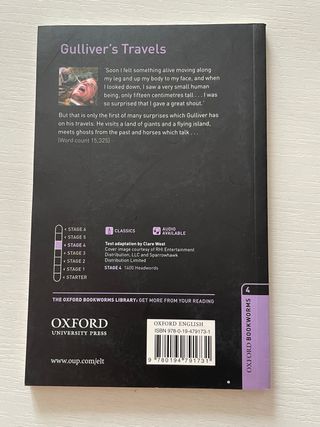 Gulliver's Travels
'Soon I felt something alive moving along
my leg and up my body to my face, and when
I looked down, I saw a very small human
being, only fifteen centimetres tall . . . I was
so surprised that I gave a great shout.'
But that is only the first of many surprises which Gulliver has
on his travels. He visits a land of giants and a flying island,
meets ghosts from the past and horses which talk . . .
(Word count 15,325)
< STAGE 6
< STAGE 5
< STAGE 4
< STAGE 3
< STAGE 2
< STAGE 1
< STARTER
CLASSICS
AUDIO
AVAILABLE
Text adaptation by Clare West
Cover image courtesy of RHI Entertainment
Distribution, LLC and Sparrowhawk
Distribution Limited
STAGE 4 1400 Headwords
THE OXFORD BOOKWORMS LIBRARY: GET MORE FROM YOUR READING
OXFORD
UNIVERSITY PRESS
www.oup.com/elt
OXFORD ENGLISH
ISBN 978-0-19-479173-1
9 780194 791731
4
OXFORD BOOKWORMS